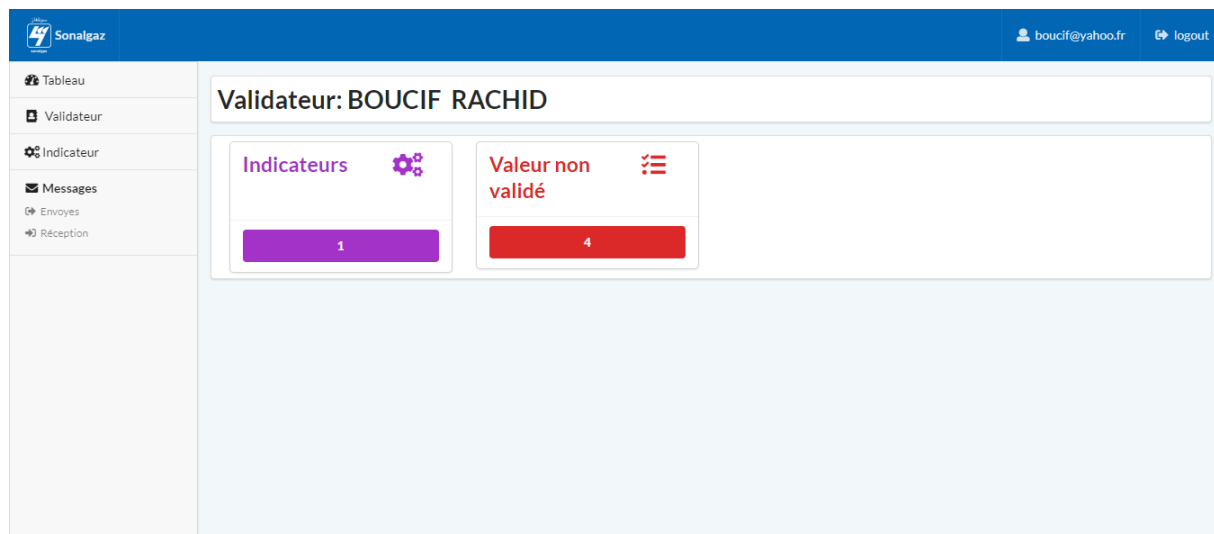 Sonalgaz
boucif@yahoo.fr
logout
Tableau
Validateur
Indicateur
Messages
Envoyes
Réception
Validateur: BOUCIF RACHID
Indicateurs
1
Valeur non
validé
4